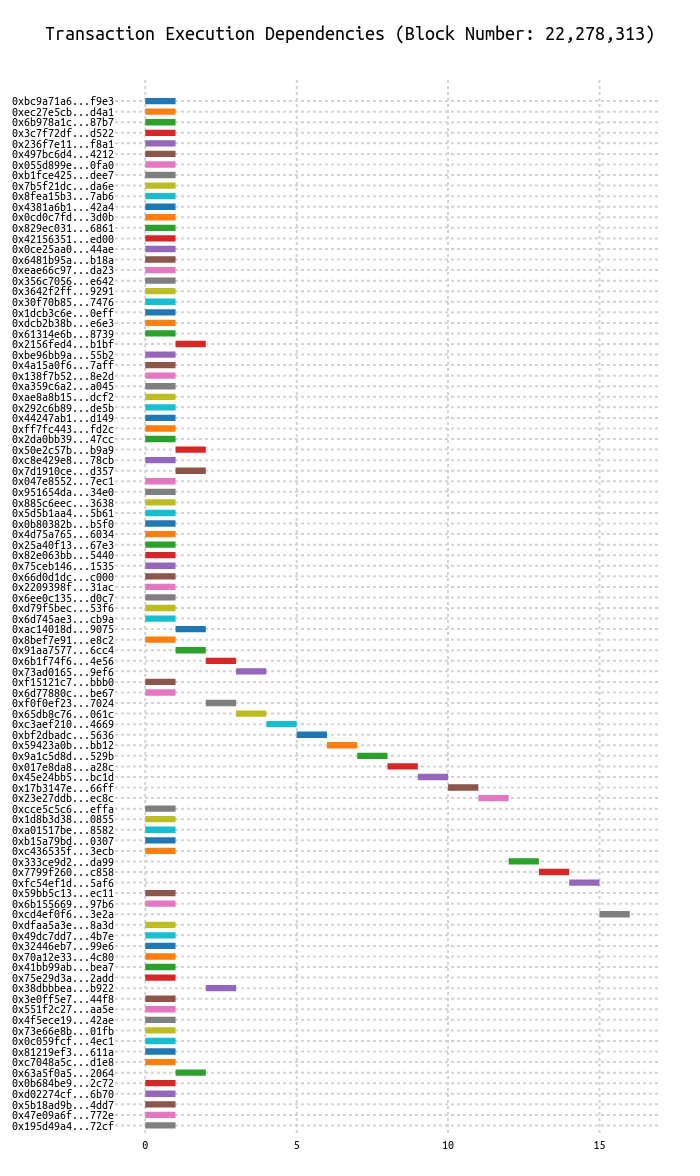 Transaction Execution Dependencies (Block Number: 22,278,313)
0xbc9a71a6...f9e3
0xec27e5cb...d4a1
0x6b978a1c...87b7
0x3c7f72df...d522
0x236f7e11...f8a1
0x497bc6d4...4212
0x055d899e...0fa0
0xb1fce425...dee7
0x7b5f21dc...da6e
0x8fea15b3...7ab6
0x4381a6b1...42a4
0x0cd0c7fd...3d0b
0x829ec031...6861
0x42156351...ed00
0x0ce25aa0...44ae
0x6481b95a...b18a
0xeae66c97...da23
0x356c7056...e642
0x3642f2ff...9291
0x30f70b85...7476
0x1dcb3c6e...0eff
0xdcb2b38b...e6e3
0x61314e6b...8739
0x2156fed4...b1bf
0xbe96bb9a...55b2
0x4a15a0f6...7aff
0x138f7b52...8e2d
0xa359c6a2...a045
0xae8a8b15...dcf2
0x292c6b89...de5b
0x44247ab1...d149
0xff7fc443...fd2c
0x2da0bb39...47cc
0x50e2c57b...b9a9
0xc8e429e8...78cb
0x7d1910ce...d357
0x047e8552...7ec1
0x951654da...34e0
0x885c6eec...3638
0x5d5b1aa4...5b61
0x0b80382b...b5f0
0x4d75a765...6034
0x25a40f13...67e3
0x82e063bb...5440
0x75ceb146...1535
0x66d0d1dc...c000
0x2209398f...31ac
0x6ee0c135...d0c7
0xd79f5bec...53f6
0x6d745ae3...cb9a
0xac14018d...9075
0x8bef7e91...e8c2
0x91aa7577...6cc4
0x6b1f74f6...4e56
0x73ad0165...9ef6
0xf15121c7...bbb0
0x6d77880c...be67
0xf0f0ef23...7024
0x65db8c76...061c
0xc3aef210...4669
0xbf2dbadc...5636
0x59423a0b...bb12
0x9a1c5d8d...529b
0x017e8da8...a28c
0x45e24bb5...bc1d
0x17b3147e...66ff
0x23e27ddb...ec8c
0xcce5c5c6...effa
0x1d8b3d38...0855
0xa01517be...8582
0xb15a79bd...0307
0xc436535f...3ecb
0x333ce9d2...da99
0x7799f260...c858
0xfc54ef1d...5af6
0x59bb5c13...ec11
0x6b155669...97b6
0xcd4ef0f6...3e2a
0xdfaa5a3e...8a3d
0x49dc7dd7...4b7e
0x32446eb7...99e6
0x70a12e33...4c80
0x41bb99ab...bea7
0x75e29d3a...2add
0x38dbbbea...b922
0x3e0ff5e7...44f8
0x551f2c27...aa5e
0x4f5ece19...42ae
0x73e66e8b...01fb
0x0c059fcf...4ec1
0x81219ef3...611a
0xc7048a5c...d1e8
0x63a5f0a5...2064
0x0b684be9...2c72
0xd02274cf...6b70
0x5b18ad9b...4dd7
0x47e09a6f...772e
0x195d49a4...72cf
0 5 10 15